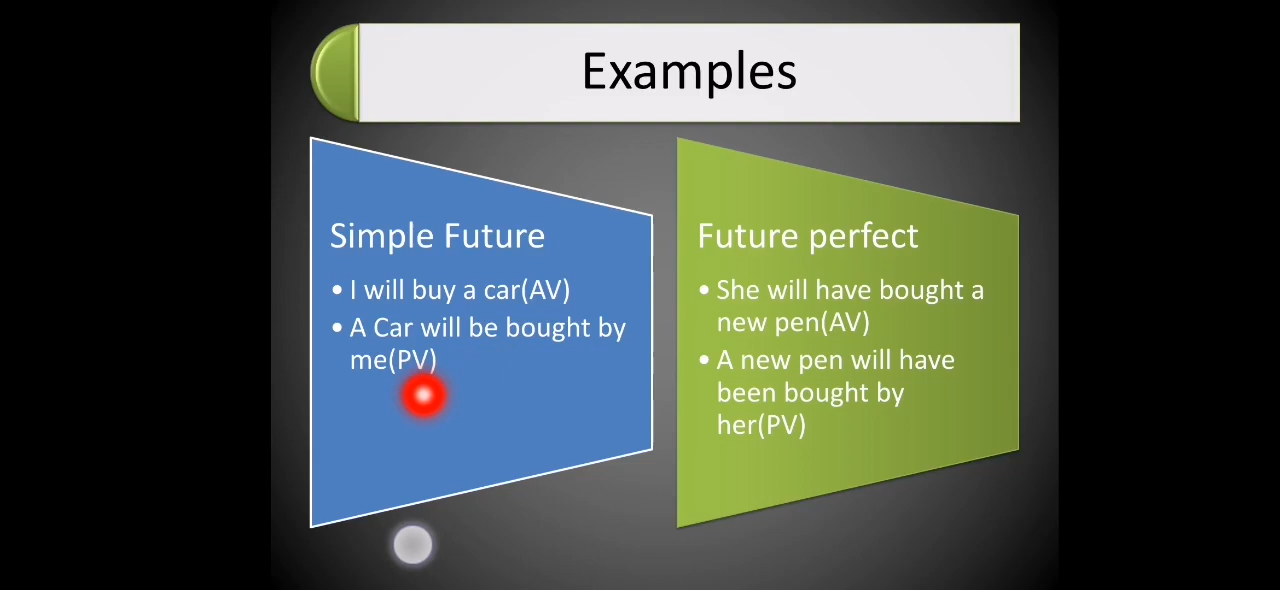 Examples
Simple Future
• I will buy a car(AV)
• A Car will be bought by
me(PV)
Future perfect
• She will have bought a
new pen(AV)
• A new pen will have
been bought by
her(PV)